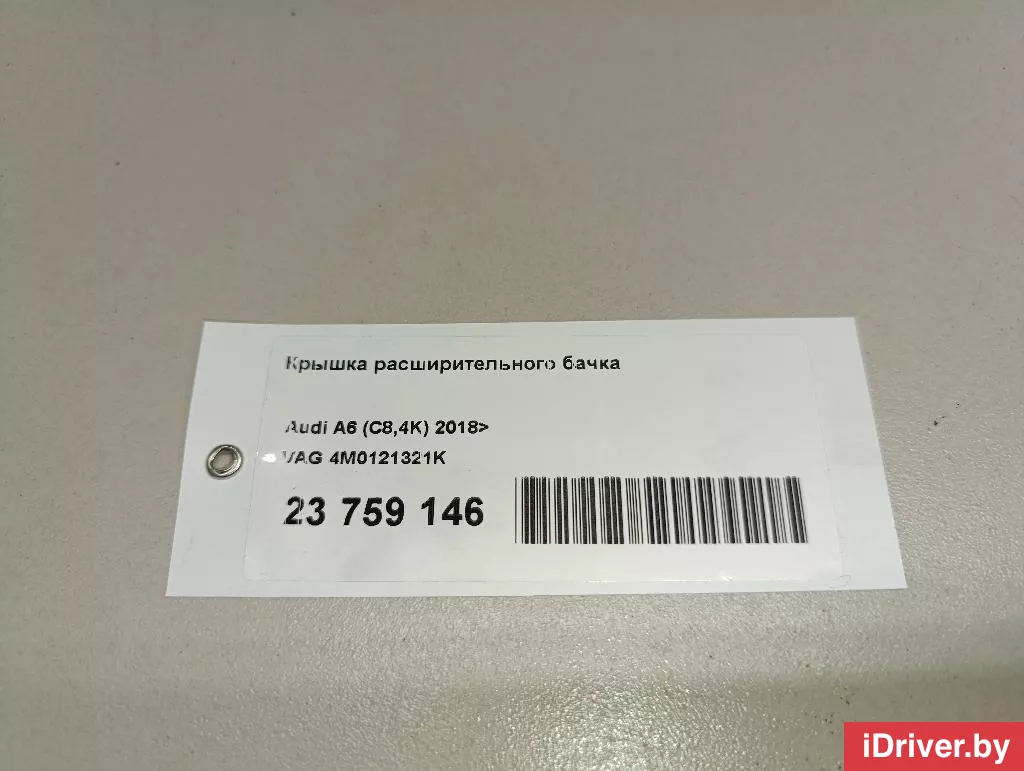 Крышка расширительного бачка
Audi A6 (C8,4K) 2018>
VAG 4M0121321K
23 759 146
iDriver.by